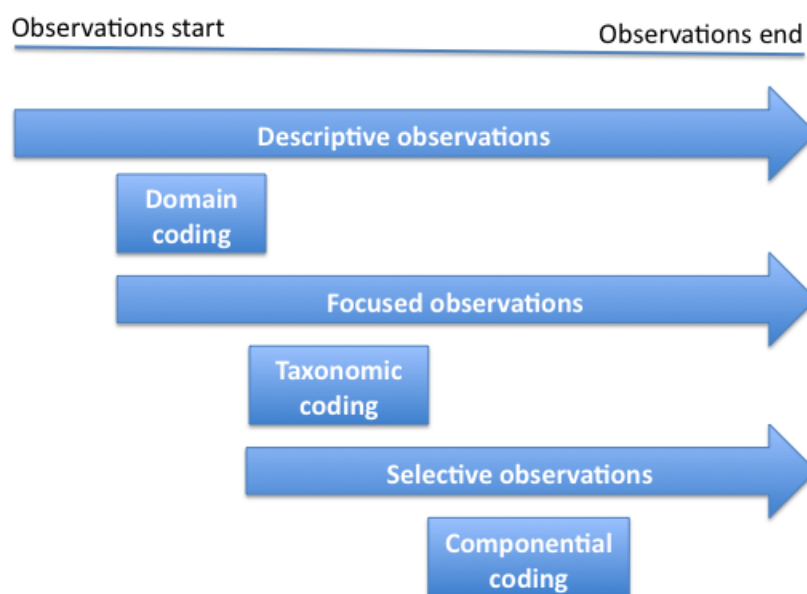 Observations start
Observations end
Descriptive observations
Domain
coding
Focused observations
Taxonomic
coding
Selective observations
Componential
coding